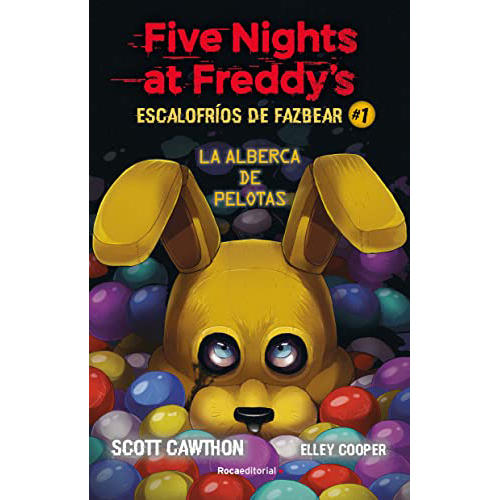 Five Nights
at Freddy's
ESCALOFRÍOS DE FAZBEAR #1
LA ALBERCA
DE
PELOTAS
SCOTT CAWTHON
ELLEY COOPER
Rocaeditorial